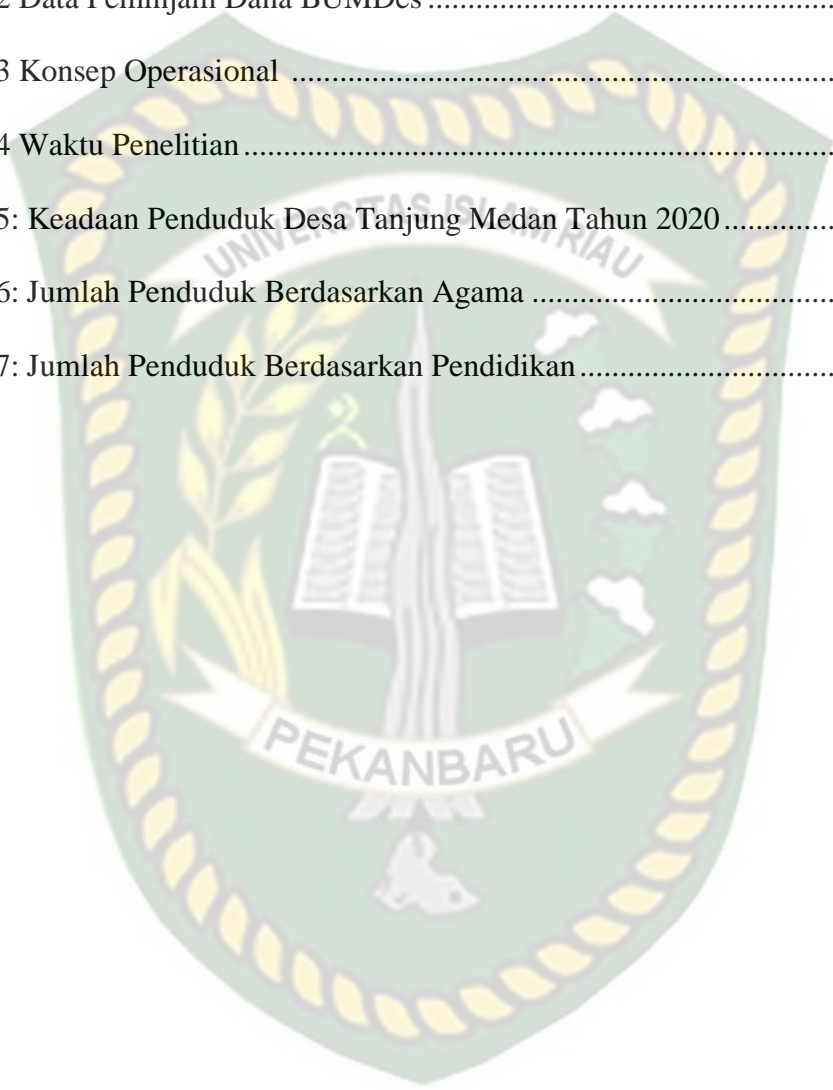 2 Data Peminjam Dana BUMDes ........................................................
3 Konsep Operasional ........................................................................
4 Waktu Penelitian ..............................................................................
5: Keadaan Penduduk Desa Tanjung Medan Tahun 2020 ..............
6: Jumlah Penduduk Berdasarkan Agama ......................................
7: Jumlah Penduduk Berdasarkan Pendidikan ................................
UNIVERSITAS ISLAM RIAU
PEKANBARU